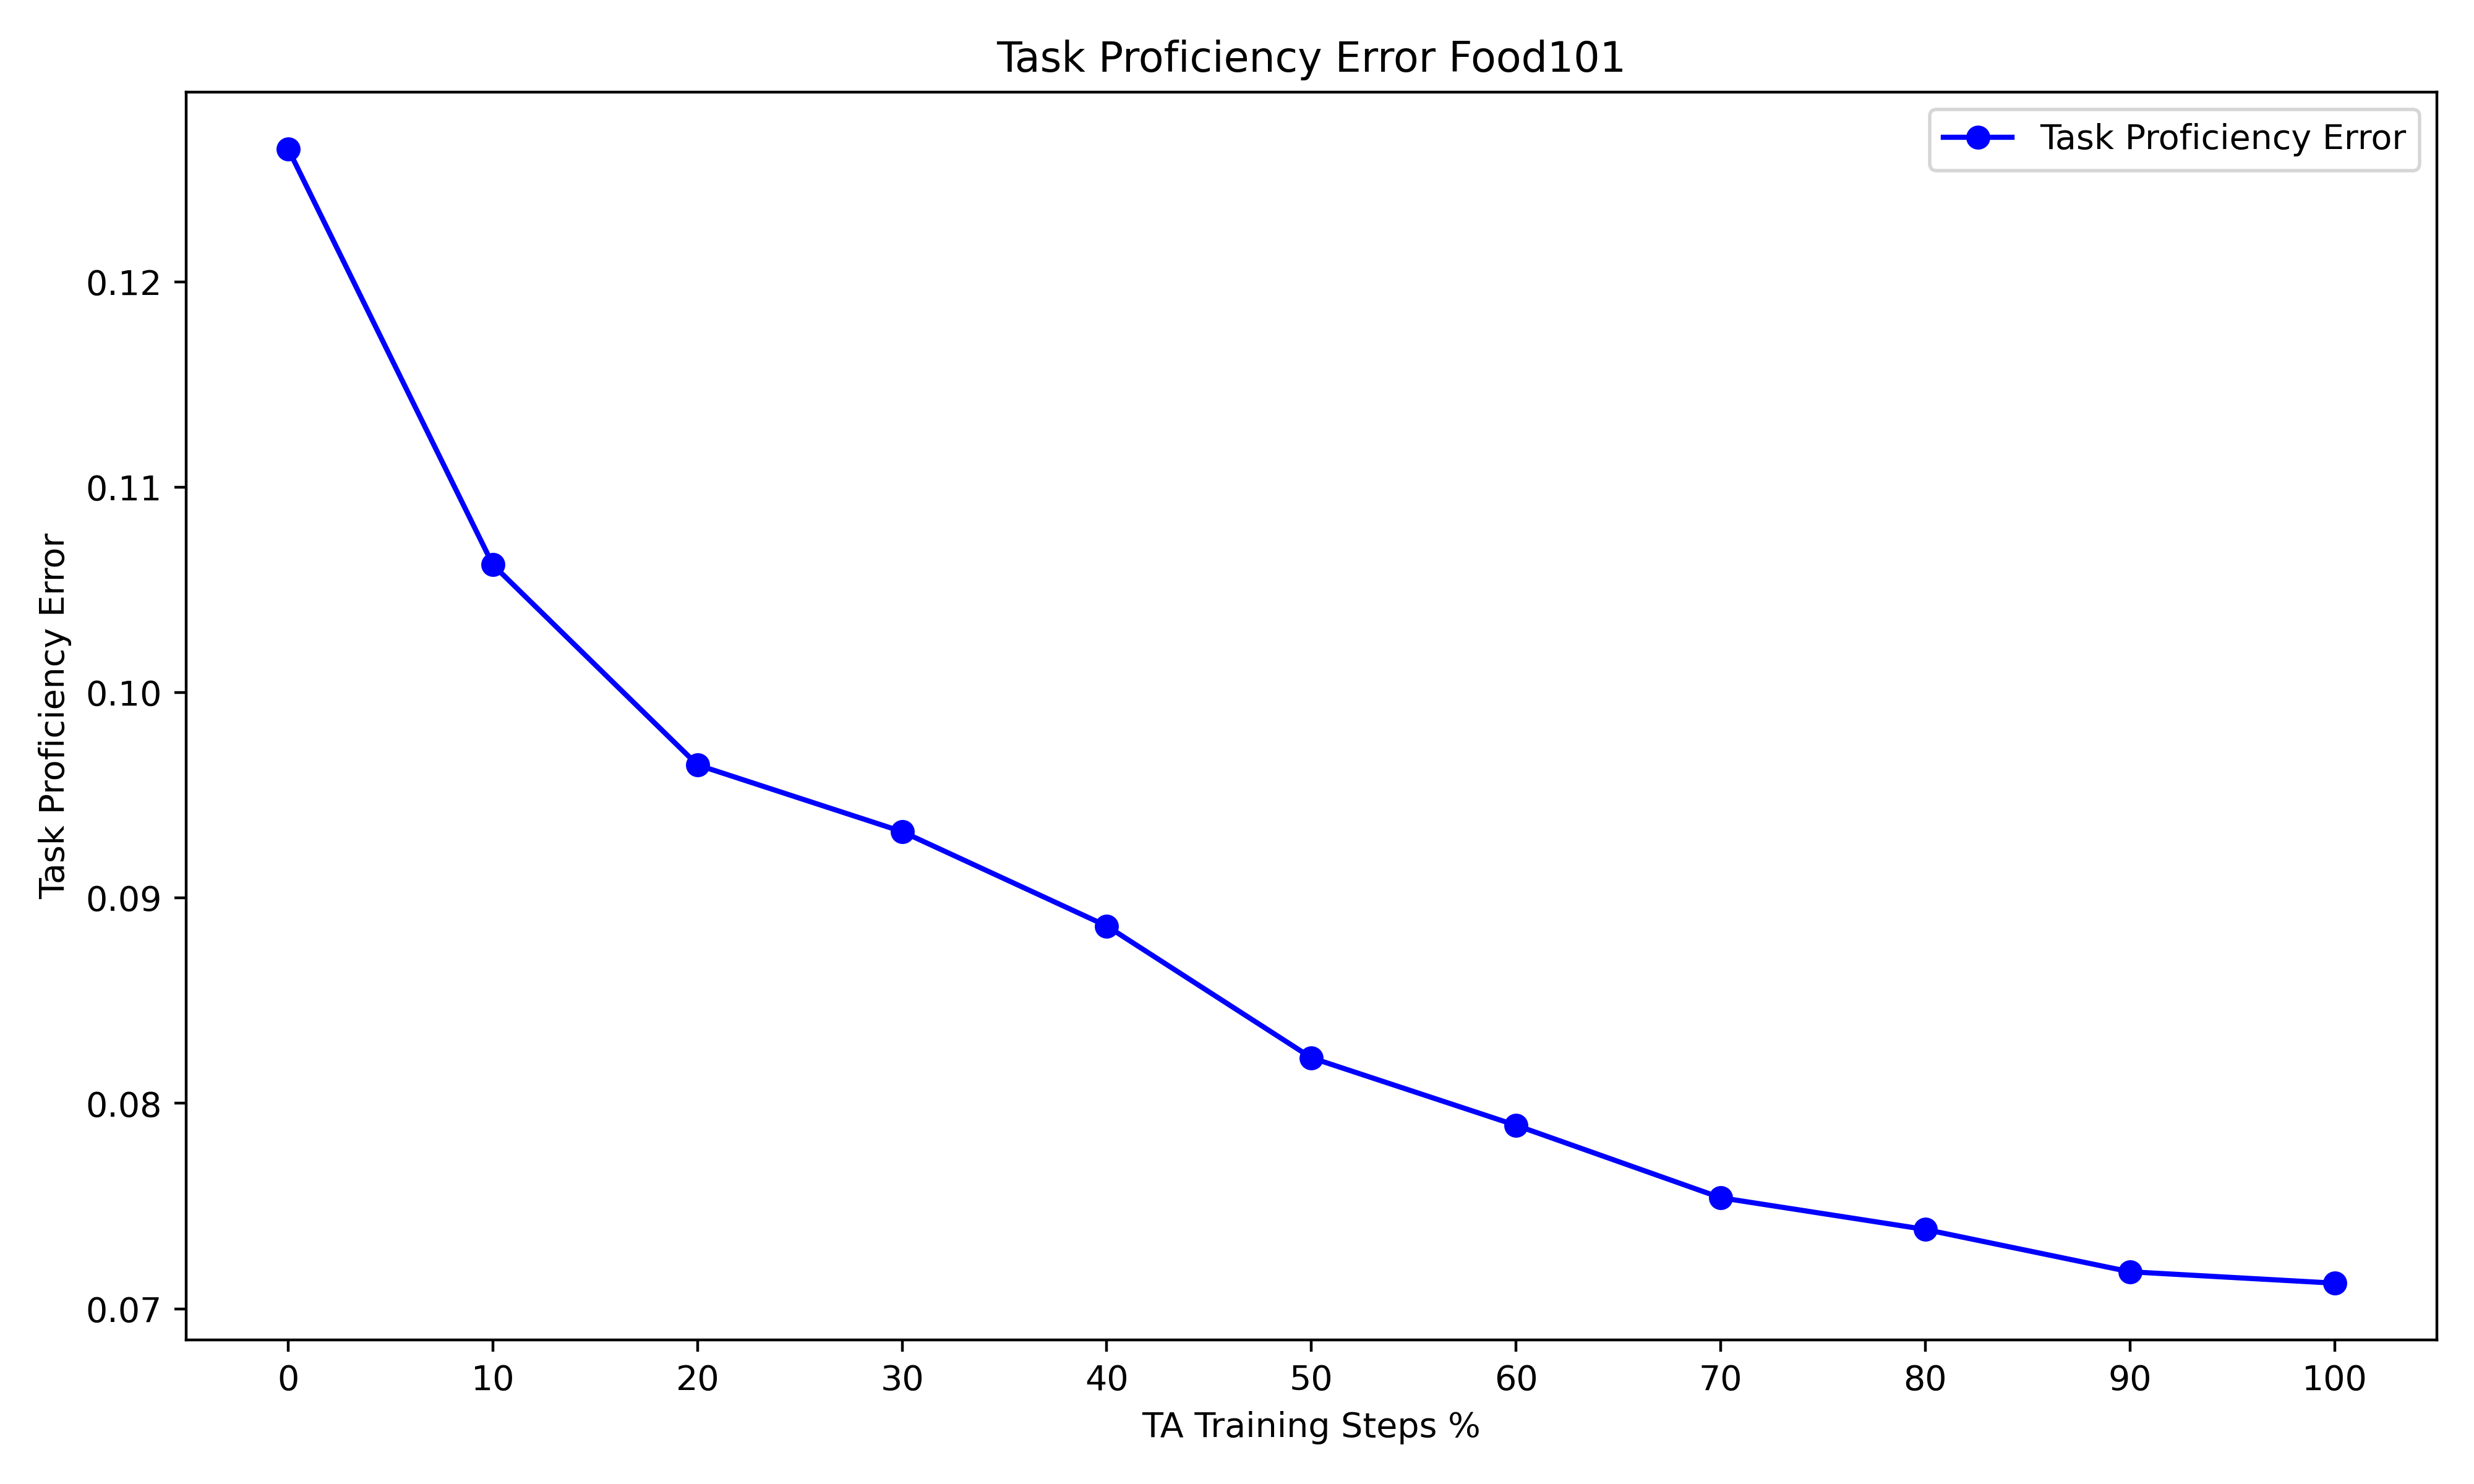 Task Proficiency Error Food101
Task Proficiency Error
0.12
0.11
0.10
0.09
0.08
0.07
Task Proficiency Error
0 10 20 30 40 50 60 70 80 90 100
TA Training Steps %